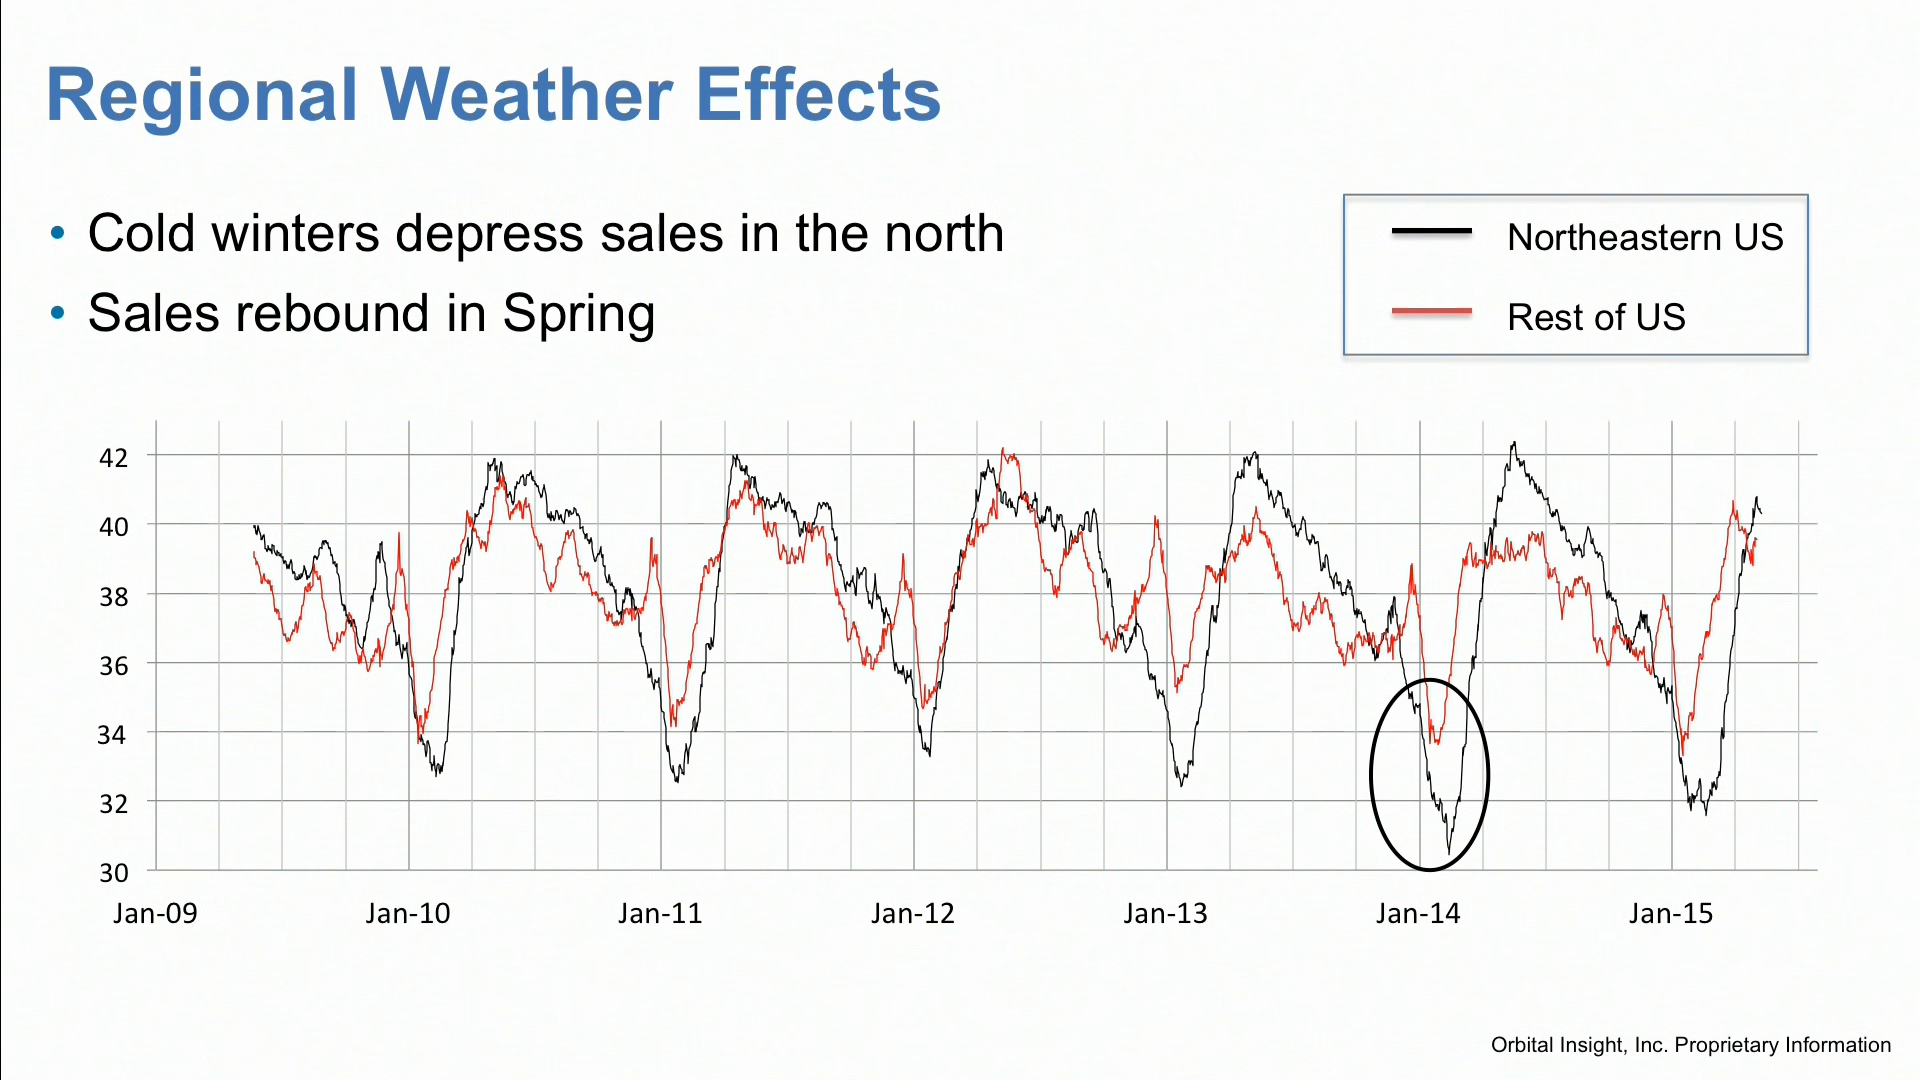 Regional Weather Effects
• Cold winters depress sales in the north
• Sales rebound in Spring
Northeastern US
Rest of US
42
40
38
36
34
32
30
Jan-09 Jan-10 Jan-11 Jan-12 Jan-13 Jan-14 Jan-15
Orbital Insight, Inc. Proprietary Information